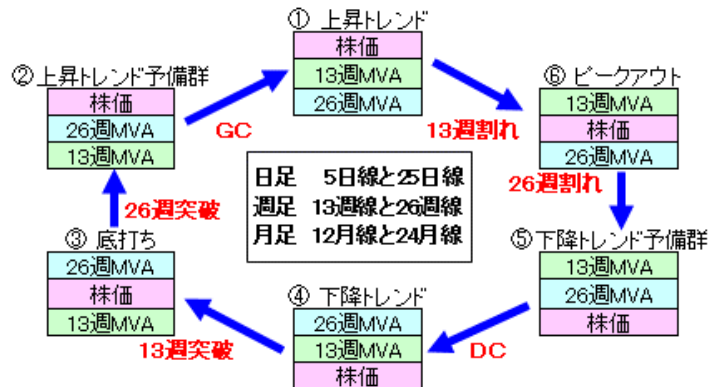 ① 上昇トレンド
株価
13週MVA
26週MVA
② 上昇トレンド予備群
株価
26週MVA
13週MVA
GC
13週割れ
⑥ ピークアウト
13週MVA
株価
26週MVA
日足 5日線と25日線
週足 13週線と26週線
月足 12月線と24月線
26週突破
26週割れ
③ 底打ち
26週MVA
株価
13週MVA
⑤下降トレンド予備群
13週MVA
26週MVA
株価
④ 下降トレンド
26週MVA
13週MVA
株価
13週突破
DC